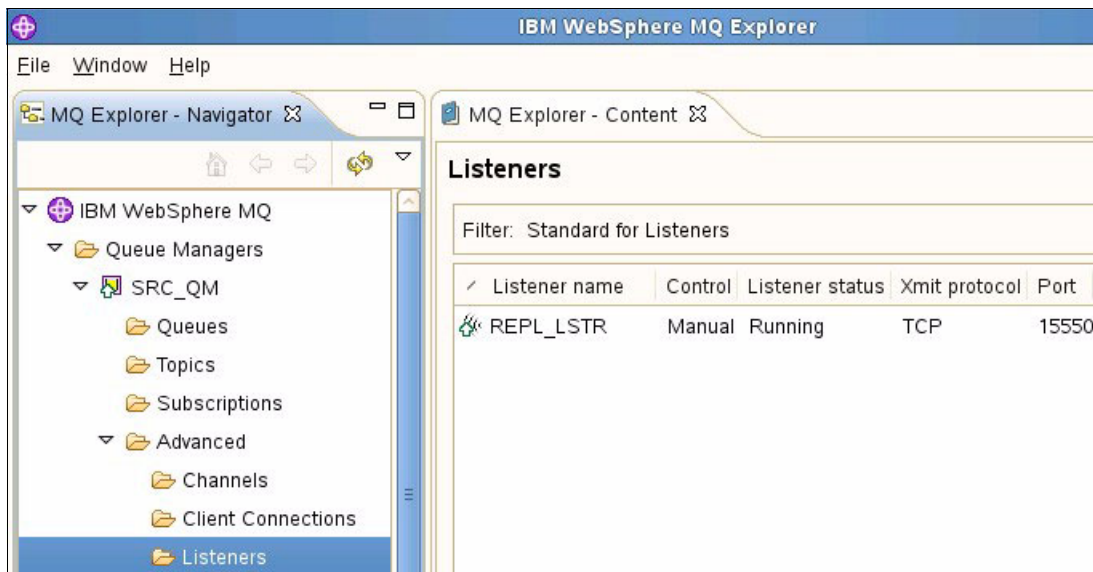 IBM WebSphere MQ Explorer
File Window Help
MQ Explorer - Navigator
IBM WebSphere MQ
Queue Managers
SRC_QM
Queues
Topics
Subscriptions
Advanced
Channels
Client Connections
Listeners
MQ Explorer - Content
Listeners
Filter: Standard for Listeners
Listener name Control Listener status Xmit protocol Port
REPL_LSTR Manual Running TCP 15550